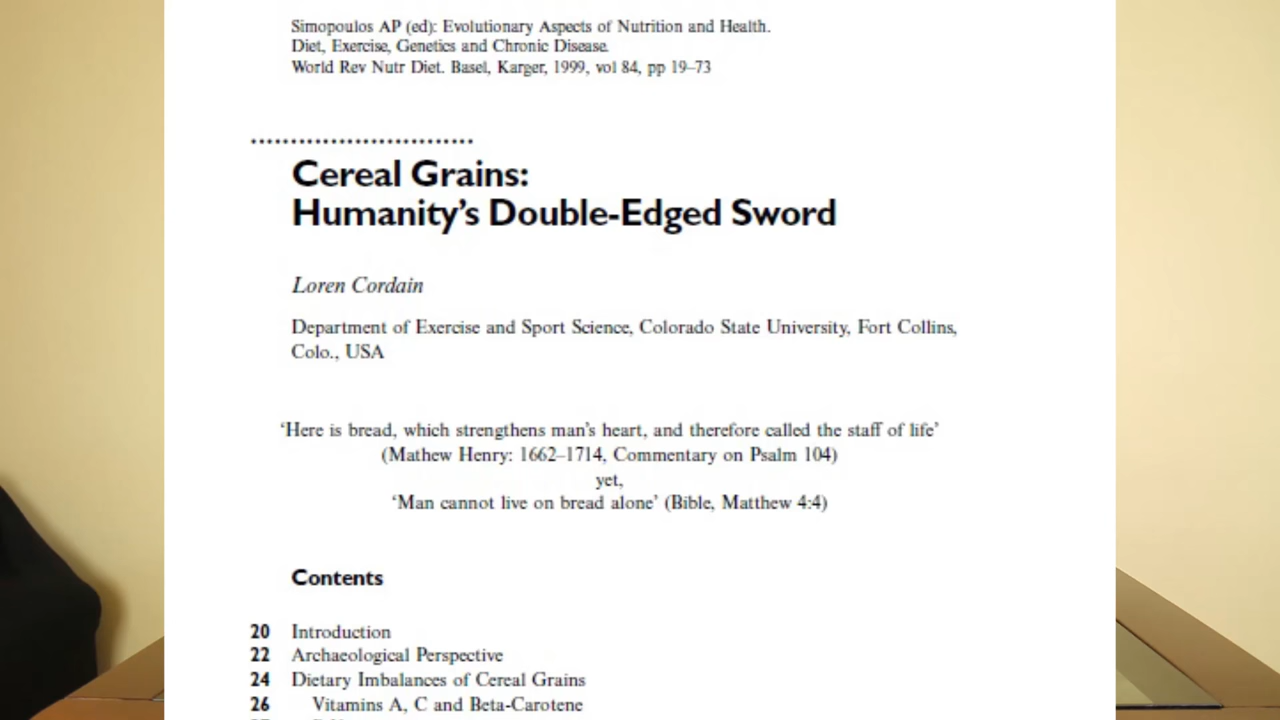 Simopoulos AP (ed): Evolutionary Aspects of Nutrition and Health.
Diet, Exercise, Genetics and Chronic Disease.
World Rev Nutr Diet. Basel, Karger, 1999, vol 84, pp 19–73
Cereal Grains:
Humanity’s Double-Edged Sword
Loren Cordain
Department of Exercise and Sport Science, Colorado State University, Fort Collins,
Colo., USA
‘Here is bread, which strengthens man’s heart, and therefore called the staff of life’
(Mathew Henry: 1662–1714, Commentary on Psalm 104)
yet,
‘Man cannot live on bread alone’ (Bible, Matthew 4:4)
Contents
20 Introduction
22 Archaeological Perspective
24 Dietary Imbalances of Cereal Grains
26 Vitamins A, C and Beta-Carotene